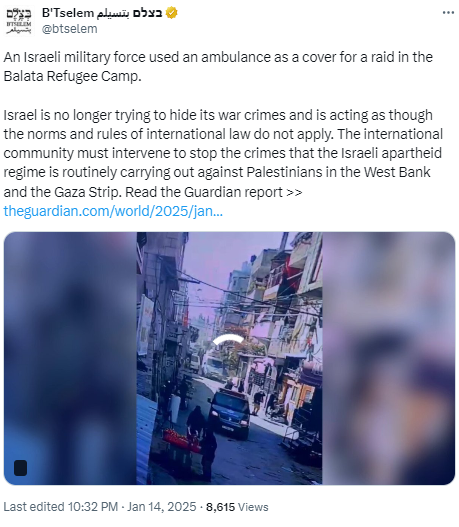 B'Tselem בצלם بتسيلم
@btselem
An Israeli military force used an ambulance as a cover for a raid in the
Balata Refugee Camp.
Israel is no longer trying to hide its war crimes and is acting as though
the norms and rules of international law do not apply. The international
community must intervene to stop the crimes that the Israeli apartheid
regime is routinely carrying out against Palestinians in the West Bank
and the Gaza Strip. Read the Guardian report >>
theguardian.com/world/2025/jan...
Last edited 10:32 PM · Jan 14, 2025 · 8,615 Views